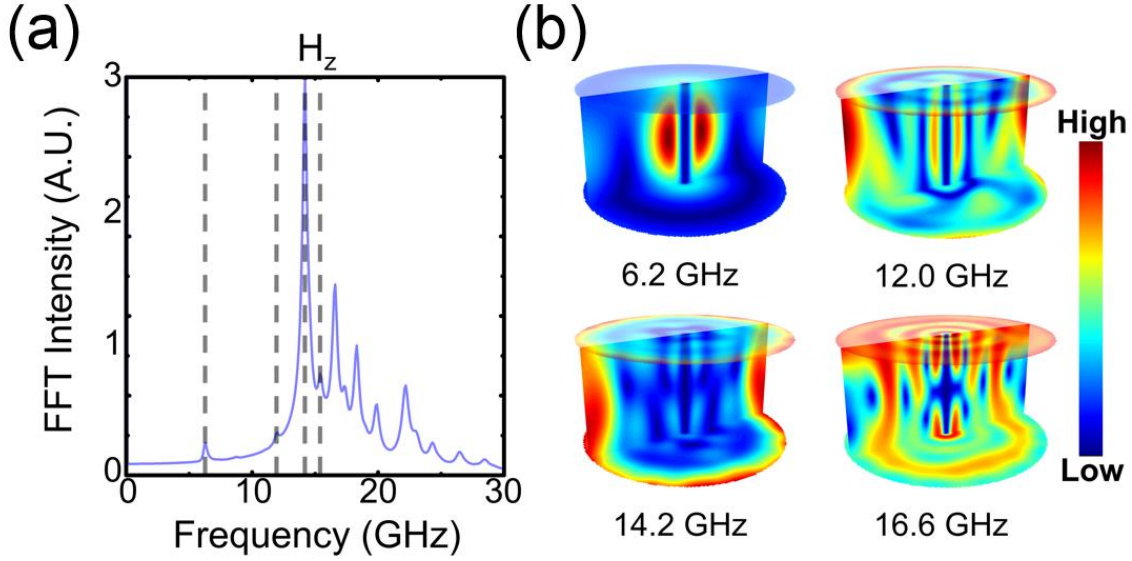 (a)
H_z
3
2
1
0
0 10 20 30
FFT Intensity (A.U.)
Frequency (GHz)
(b)
6.2 GHz 12.0 GHz
14.2 GHz 16.6 GHz
High
Low